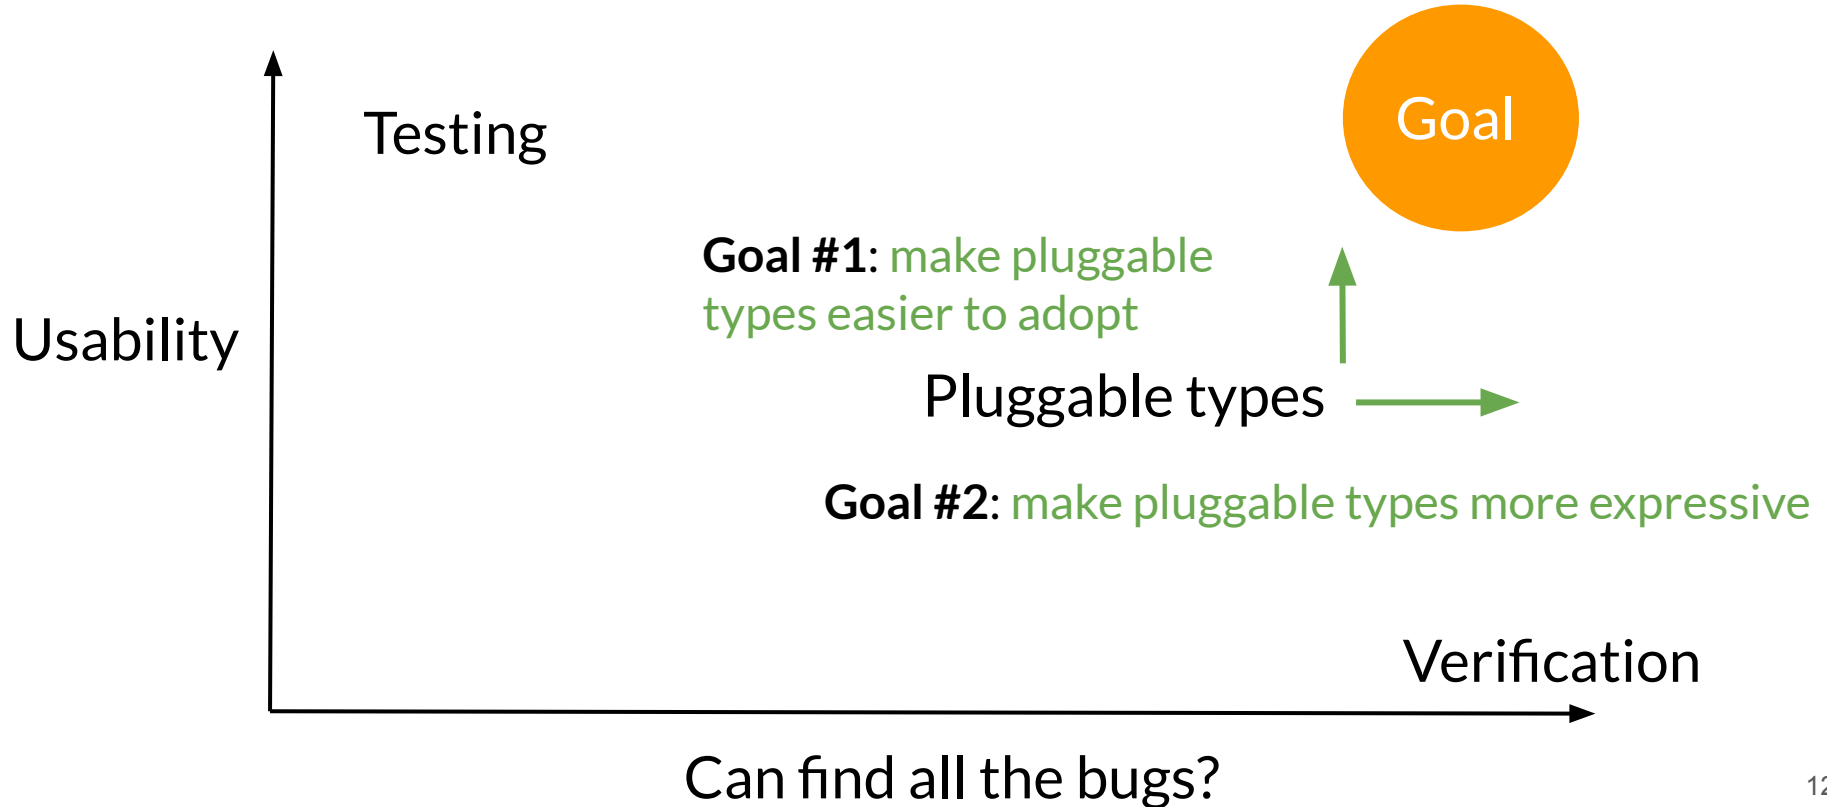 Testing
Goal
Goal #1: make pluggable
types easier to adopt
Usability
Pluggable types
Goal #2: make pluggable types more expressive
Verification
Can find all the bugs?
12